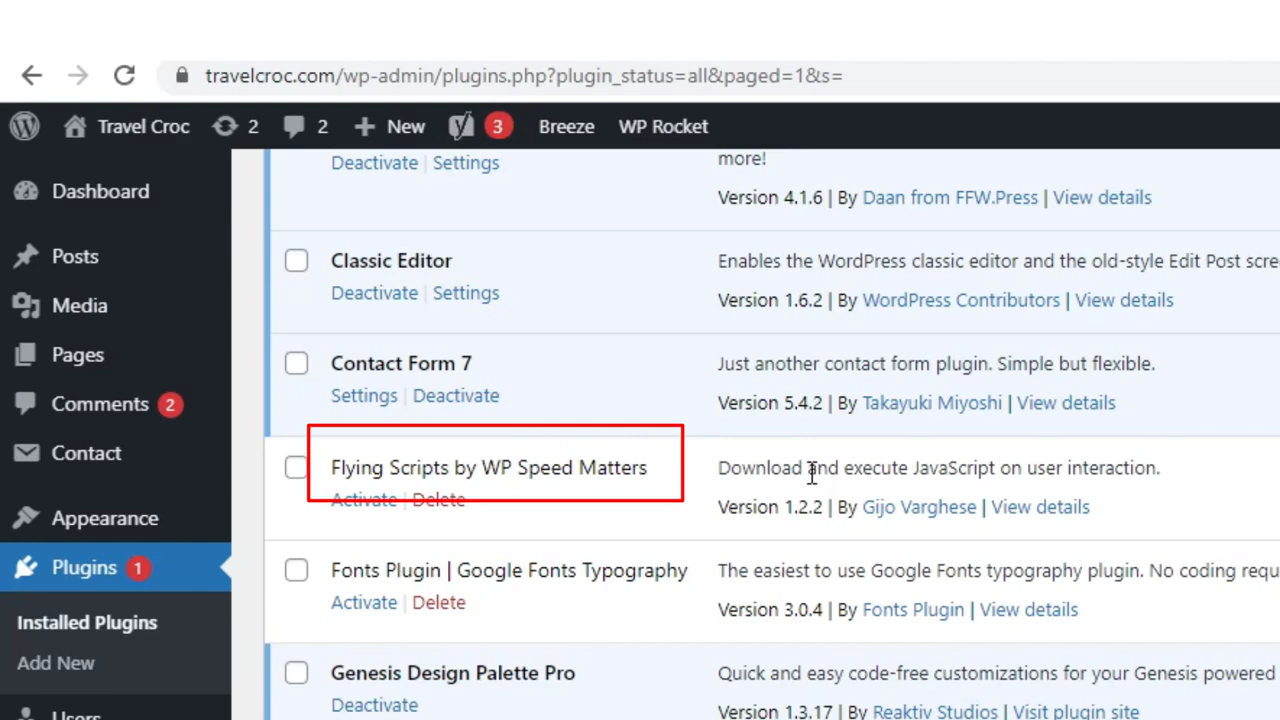 travelcroc.com/wp-admin/plugins.php?plugin_status=all&paged=1&s=
Travel Croc 2 2 New 3 Breeze WP Rocket
Dashboard
Posts
Media
Pages
Comments 2
Contact
Appearance
Plugins 1
Installed Plugins
Add New
Users
Deactivate | Settings
more!
Version 4.1.6 | By Daan from FFW.Press | View details
Classic Editor
Deactivate | Settings
Enables the WordPress classic editor and the old-style Edit Post scre
Version 1.6.2 | By WordPress Contributors | View details
Contact Form 7
Settings | Deactivate
Just another contact form plugin. Simple but flexible.
Version 5.4.2 | By Takayuki Miyoshi | View details
Flying Scripts by WP Speed Matters
Activate | Delete
Download and execute JavaScript on user interaction.
Version 1.2.2 | By Gijo Varghese | View details
Fonts Plugin | Google Fonts Typography
Activate | Delete
The easiest to use Google Fonts typography plugin. No coding requ
Version 3.0.4 | By Fonts Plugin | View details
Genesis Design Palette Pro
Deactivate
Quick and easy code-free customizations for your Genesis powered
Version 1.3.17 | By Reaktiv Studios | Visit plugin site